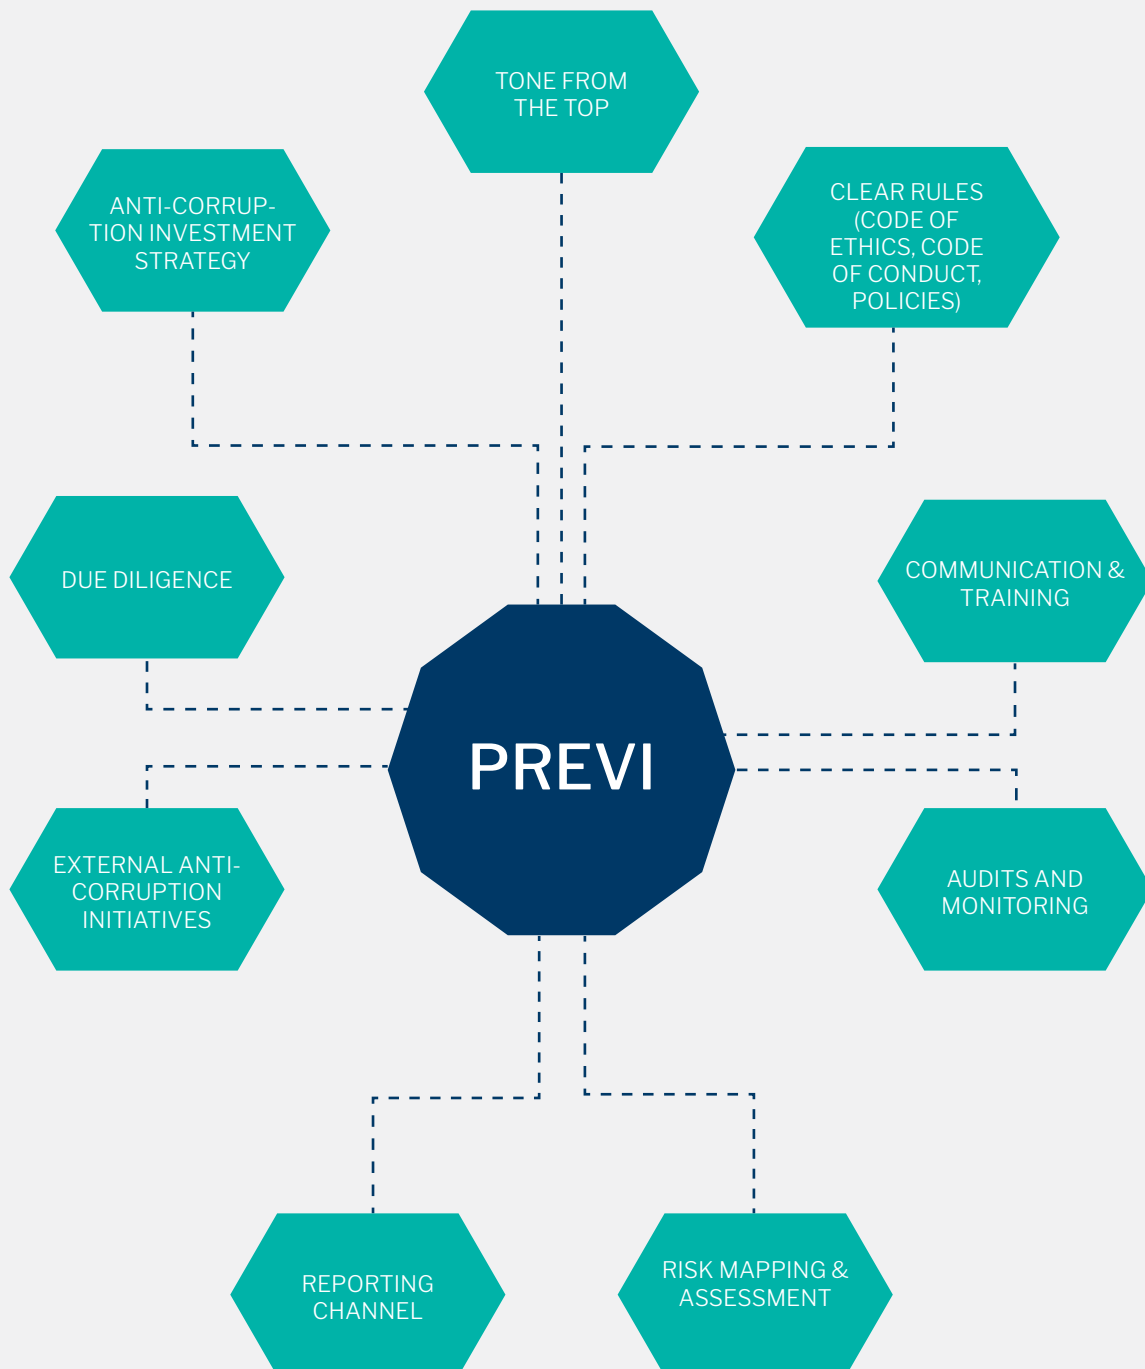 TONE FROM
THE TOP
ANTI-CORRUP-
TION INVESTMENT
STRATEGY
CLEAR RULES
(CODE OF
ETHICS, CODE
OF CONDUCT,
POLICIES)
DUE DILIGENCE
COMMUNICATION &
TRAINING
PREVI
EXTERNAL ANTI-
CORRUPTION
INITIATIVES
AUDITS AND
MONITORING
REPORTING
CHANNEL
RISK MAPPING &
ASSESSMENT